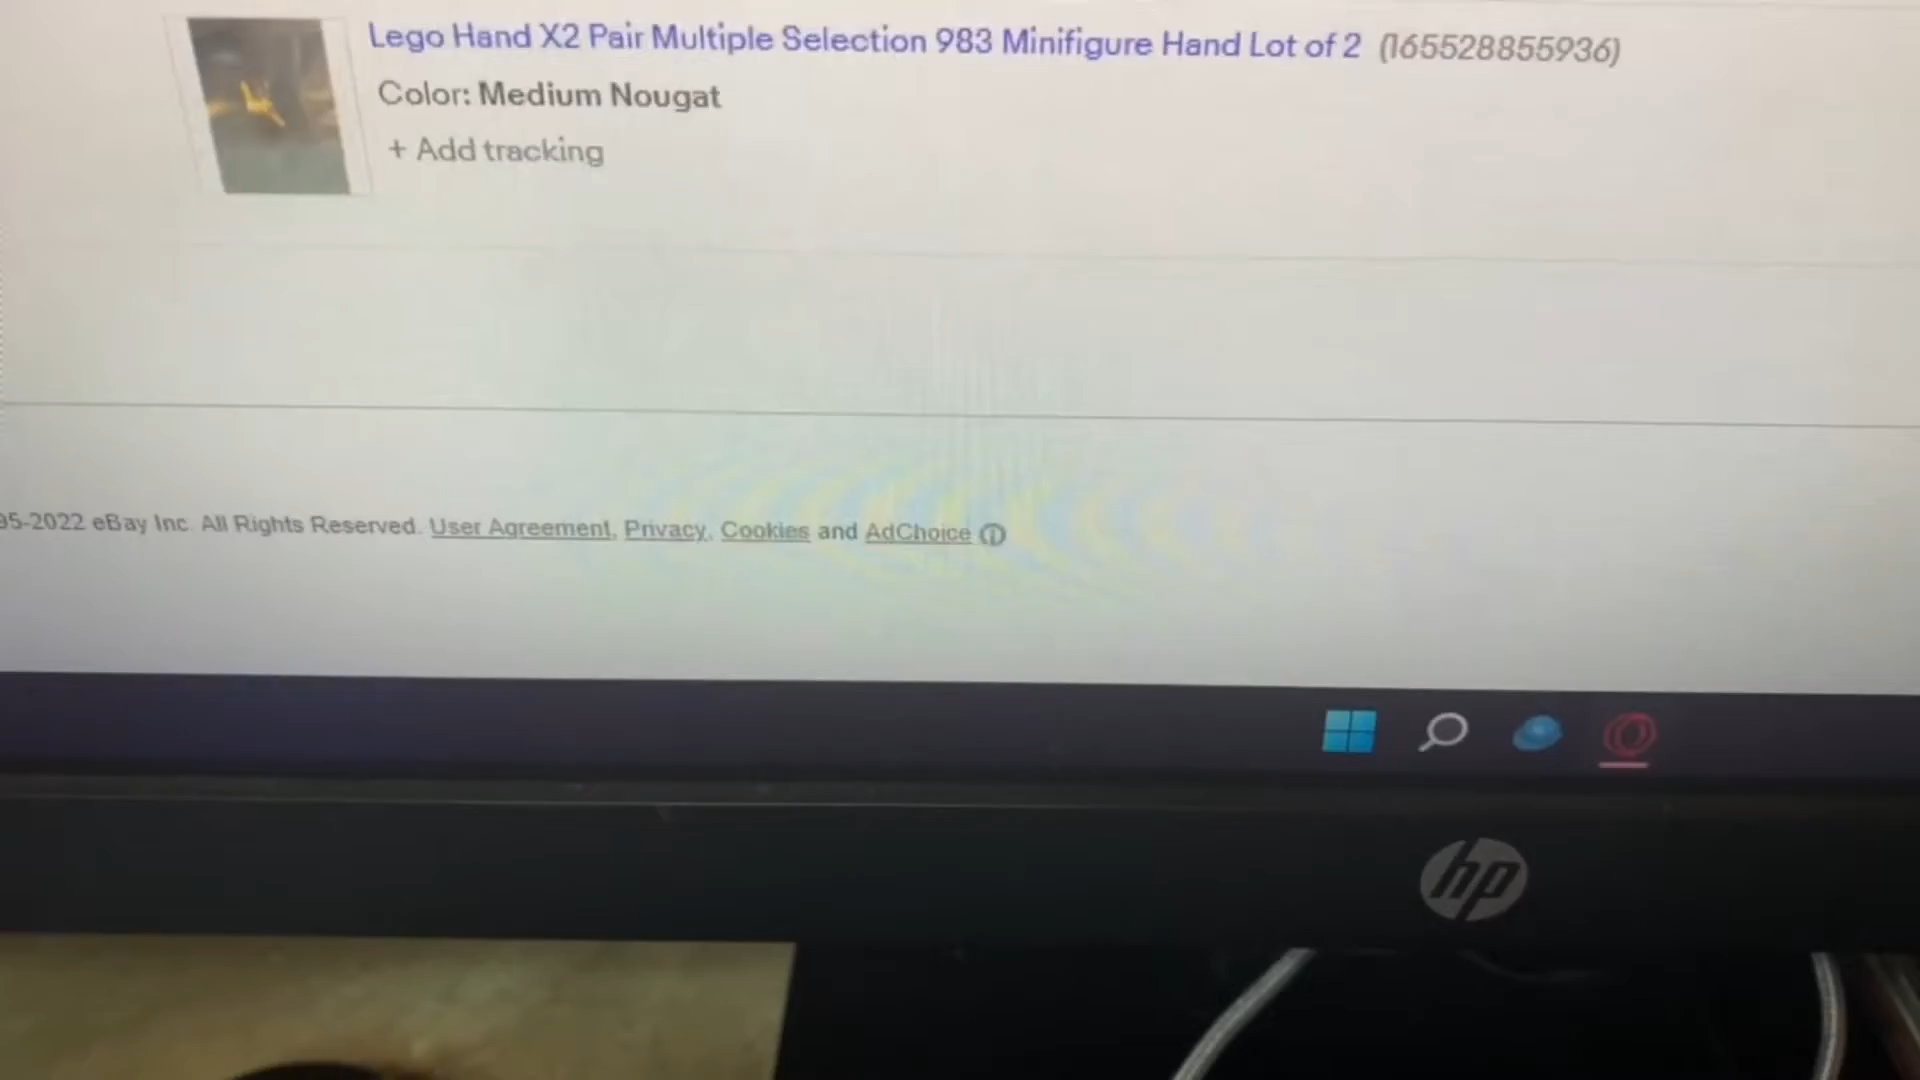 Lego Hand X2 Pair Multiple Selection 983 Minifigure Hand Lot of 2 (165528855936)
Color: Medium Nougat
+ Add tracking
95-2022 eBay Inc. All Rights Reserved. User Agreement, Privacy, Cookies and AdChoice
hp